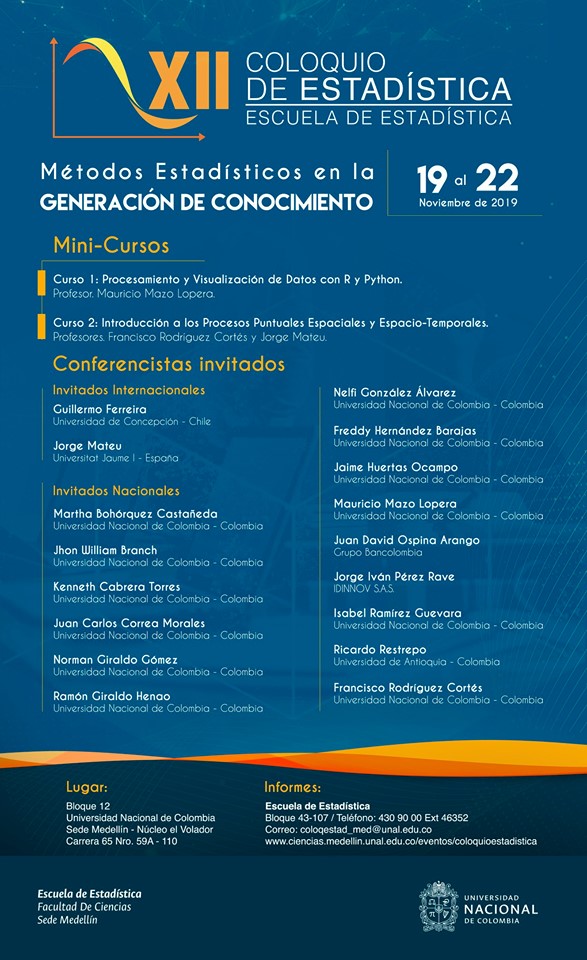 XII
COLOQUIO
DE ESTADÍSTICA
ESCUELA DE ESTADÍSTICA
Métodos Estadísticos en la
GENERACIÓN DE CONOCIMIENTO
19 al 22
Noviembre de 2019
Mini-Cursos
Curso 1: Procesamiento y Visualización de Datos con R y Python.
Profesor. Mauricio Mazo Lopera.
Curso 2: Introducción a los Procesos Puntuales Espaciales y Espacio-Temporales.
Profesores. Francisco Rodríguez Cortés y Jorge Mateu.
Conferencistas invitados
Invitados Internacionales
Guillermo Ferreira
Universidad de Concepción - Chile
Jorge Mateu
Universitat Jaume I - España
Invitados Nacionales
Martha Bohórquez Castañeda
Universidad Nacional de Colombia - Colombia
Jhon William Branch
Universidad Nacional de Colombia - Colombia
Kenneth Cabrera Torres
Universidad Nacional de Colombia - Colombia
Juan Carlos Correa Morales
Universidad Nacional de Colombia - Colombia
Norman Giraldo Gómez
Universidad Nacional de Colombia - Colombia
Ramón Giraldo Henao
Universidad Nacional de Colombia - Colombia
Nelfi González Álvarez
Universidad Nacional de Colombia - Colombia
Freddy Hernández Barajas
Universidad Nacional de Colombia - Colombia
Jaime Huertas Ocampo
Universidad Nacional de Colombia - Colombia
Mauricio Mazo Lopera
Universidad Nacional de Colombia - Colombia
Juan David Ospina Arango
Grupo Bancolombia
Jorge Iván Pérez Rave
IDINNOV S.A.S.
Isabel Ramírez Guevara
Universidad Nacional de Colombia - Colombia
Ricardo Restrepo
Universidad de Antioquia - Colombia
Francisco Rodríguez Cortés
Universidad Nacional de Colombia - Colombia
Lugar:
Bloque 12
Universidad Nacional de Colombia
Sede Medellín - Núcleo el Volador
Carrera 65 Nro. 59A - 110
Informes:
Escuela de Estadística
Bloque 43-107 / Teléfono: 430 90 00 Ext 46352
Correo: coloqestad_med@unal.edu.co
www.ciencias.medellin.unal.edu.co/eventos/coloquioestadistica
Escuela de Estadística
Facultad De Ciencias
Sede Medellín
UNIVERSIDAD
NACIONAL
DE COLOMBIA